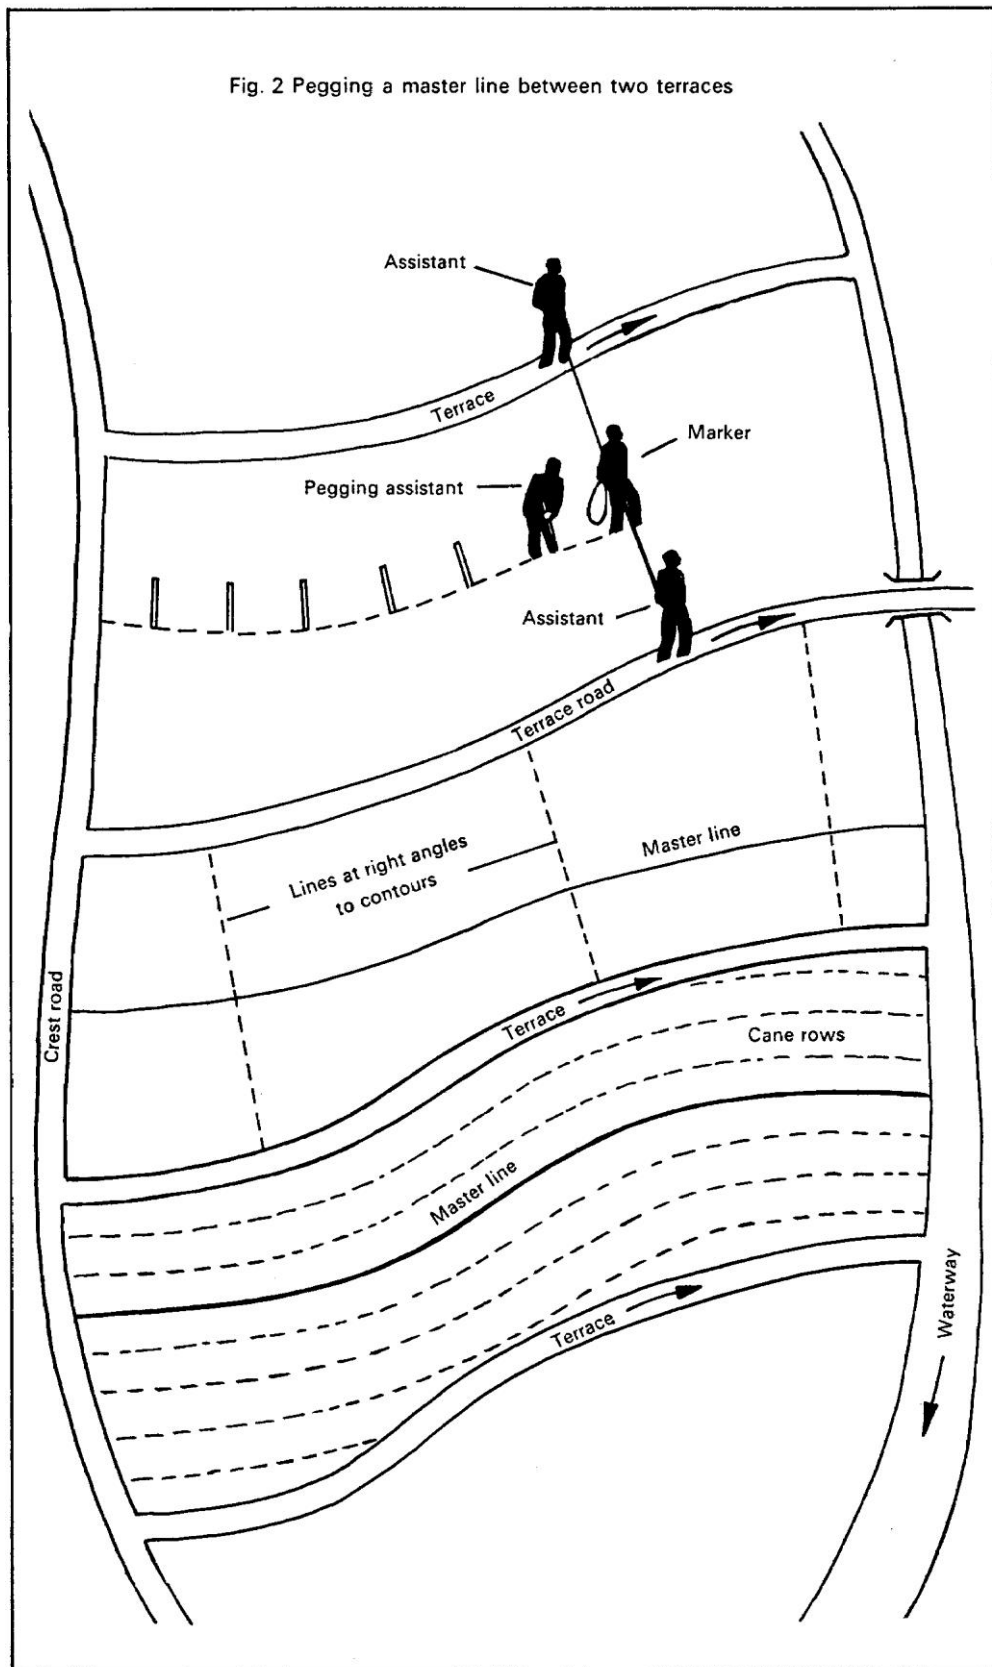 Fig. 2 Pegging a master line between two terraces
Assistant
Terrace
Marker
Pegging assistant
Assistant
Terrace road
Master line
Lines at right angles
to contours
Crest road
Terrace
Cane rows
Master line
Waterway
Terrace